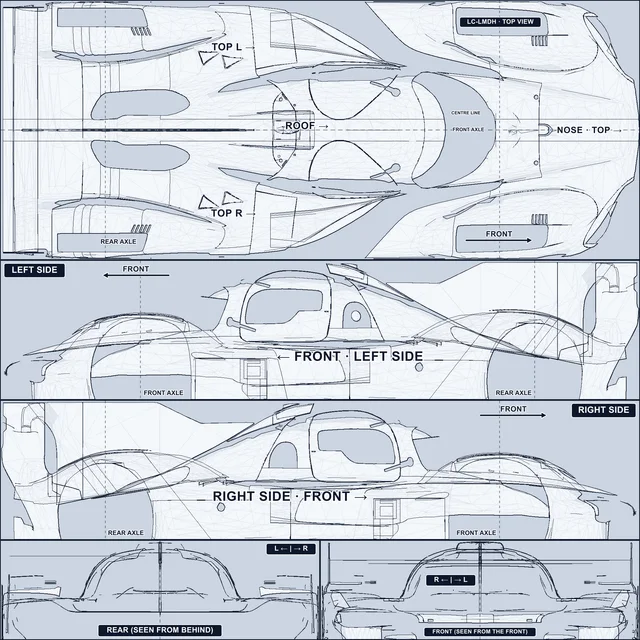 LC-LMDH · TOP VIEW
TOP L
CENTRE LINE
ROOF →
FRONT AXLE
NOSE · TOP →
TOP R
REAR AXLE
FRONT
LEFT SIDE
FRONT
← FRONT · LEFT SIDE
FRONT AXLE
REAR AXLE
FRONT
RIGHT SIDE
RIGHT SIDE · FRONT →
REAR AXLE
FRONT AXLE
L ← | → R
R ← | → L
REAR (SEEN FROM BEHIND)
FRONT (SEEN FROM THE FRONT)